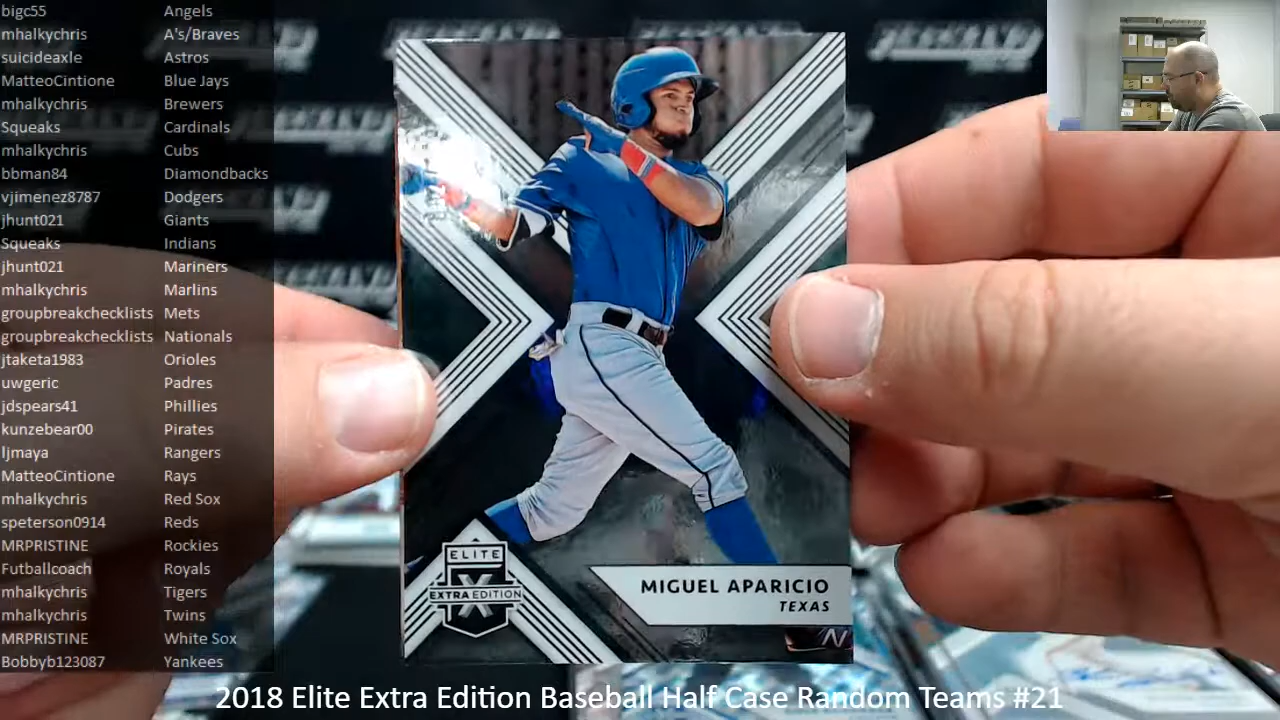 bigc55 Angels
mhalkychris A's/Braves
suicideaxle Astros
MatteoCintione Blue Jays
mhalkychris Brewers
Squeaks Cardinals
mhalkychris Cubs
bbman84 Diamondbacks
vjimenez8787 Dodgers
jhunt021 Giants
Squeaks Indians
jhunt021 Mariners
mhalkychris Marlins
groupbreakchecklists Mets
groupbreakchecklists Nationals
jtaketa1983 Orioles
uwgeric Padres
jdspears41 Phillies
kunzebear00 Pirates
ljmaya Rangers
MatteoCintione Rays
mhalkychris Red Sox
speterson0914 Reds
MRPRISTINE Rockies
Futballcoach Royals
mhalkychris Tigers
mhalkychris Twins
MRPRISTINE White Sox
Bobbyb123087 Yankees
ELITE
X
EXTRA EDITION
MIGUEL APARICIO
TEXAS
2018 Elite Extra Edition Baseball Half Case Random Teams #21